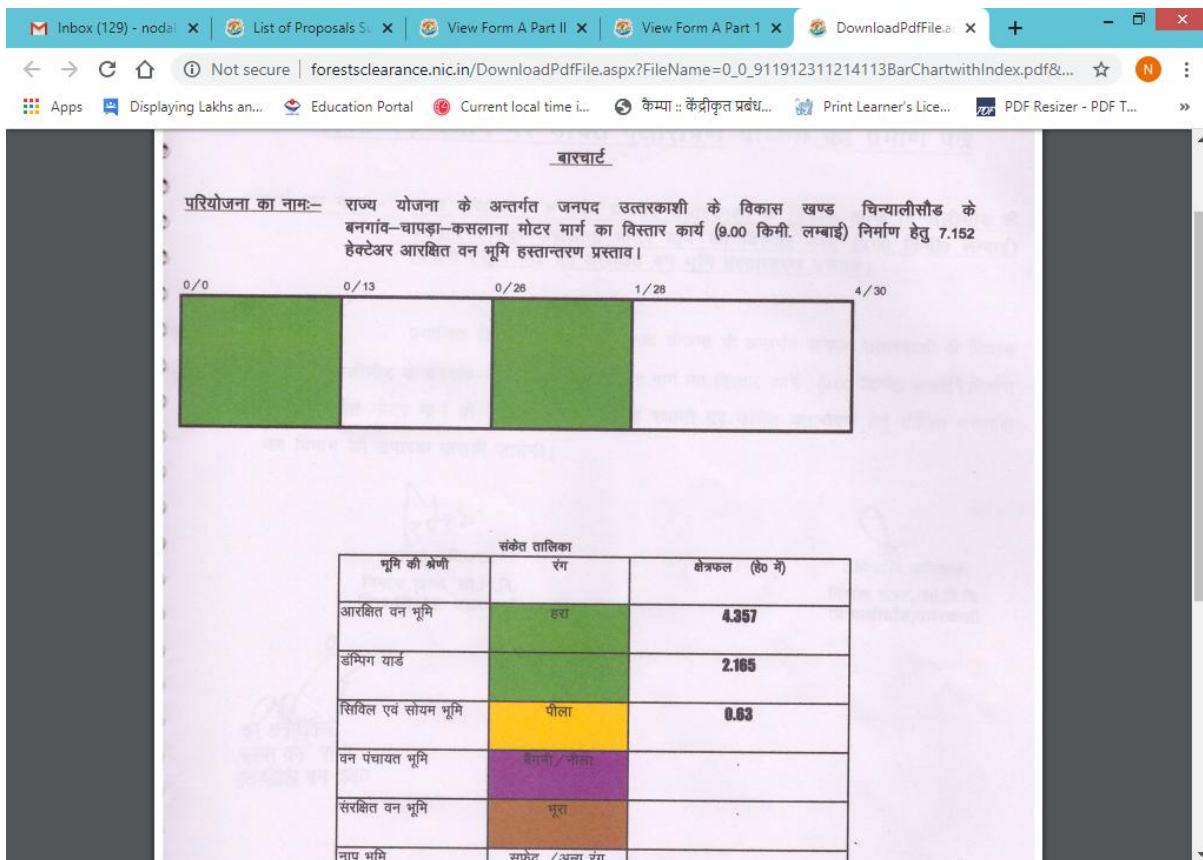 Inbox (129) - nodal
List of Proposals Su
View Form A Part II
View Form A Part 1
DownloadPdfFile.a
Not secure | forestsclearance.nic.in/DownloadPdfFile.aspx?FileName=0_0_911912311214113BarChartwithIndex.pdf&...
N
Apps Displaying Lakhs an... Education Portal Current local time i... कैम्पा :: केंद्रीकृत प्रबंध... Print Learner's Lice... PDF Resizer - PDF T... »
बारचार्ट
परियोजना का नामः– राज्य योजना के अन्तर्गत जनपद उत्तरकाशी के विकास खण्ड चिन्यालीसौड के
बनगांव–चापड़ा–कसलाना मोटर मार्ग का विस्तार कार्य (9.00 किमी. लम्बाई) निर्माण हेतु 7.152
हेक्टेअर आरक्षित वन भूमि हस्तान्तरण प्रस्ताव।
0/0 0/13 0/26 1/28 4/30
संकेत तालिका
भूमि की श्रेणी रंग क्षेत्रफल (हे0 में)
आरक्षित वन भूमि हरा 4.357
डंम्पिग यार्ड 2.165
सिविल एवं सोयम भूमि पीला 0.63
वन पंचायत भूमि बैंगनी/नीला
संरक्षित वन भूमि भूरा
नाप भूमि सफेद /अन्य रंग